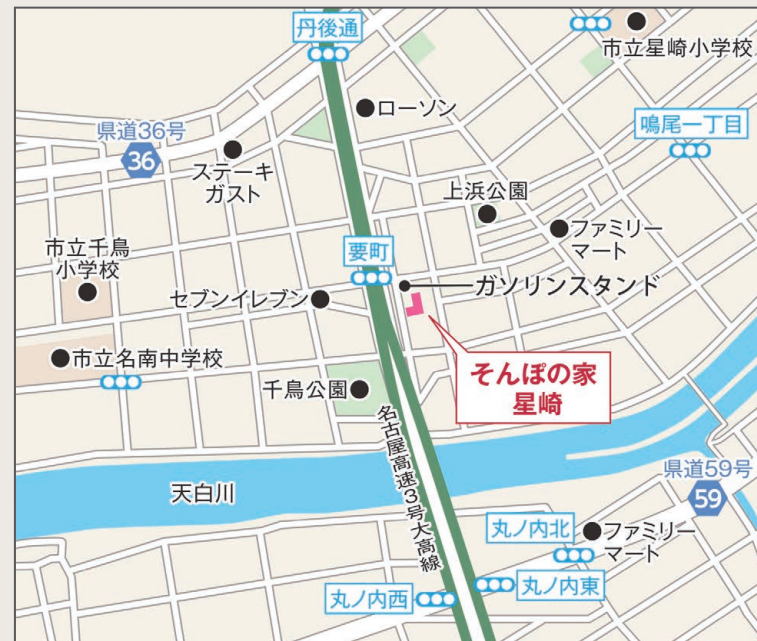 丹後通
市立星崎小学校
ローソン
県道36号
36
ステーキ
ガスト
鳴尾一丁目
上浜公園
ファミリー
マート
市立千鳥
小学校
要町
ガソリンスタンド
セブンイレブン
市立名南中学校
千鳥公園
そんぽの家
星崎
名古屋高速3号大高線
天白川
県道59号
59
丸ノ内北
ファミリー
マート
丸ノ内西
丸ノ内東